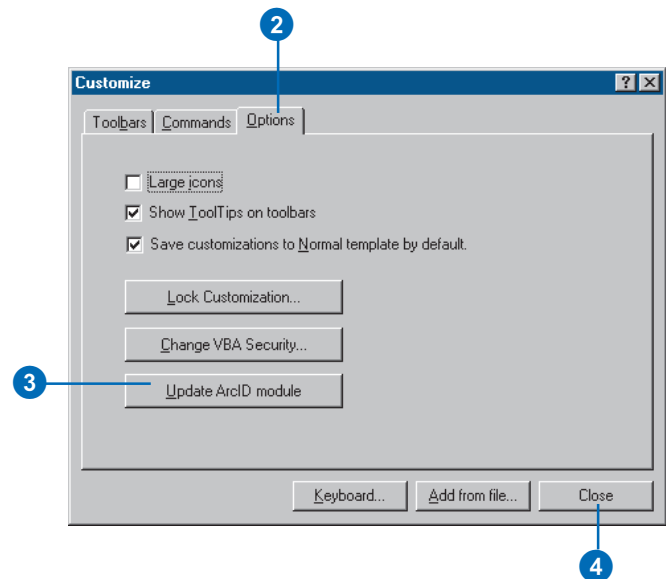 2
Customize
? X
Toolbars Commands Options
Large icons
Show ToolTips on toolbars
Save customizations to Normal template by default.
Lock Customization...
Change VBA Security...
3
Update ArcID module
Keyboard... Add from file... Close
4